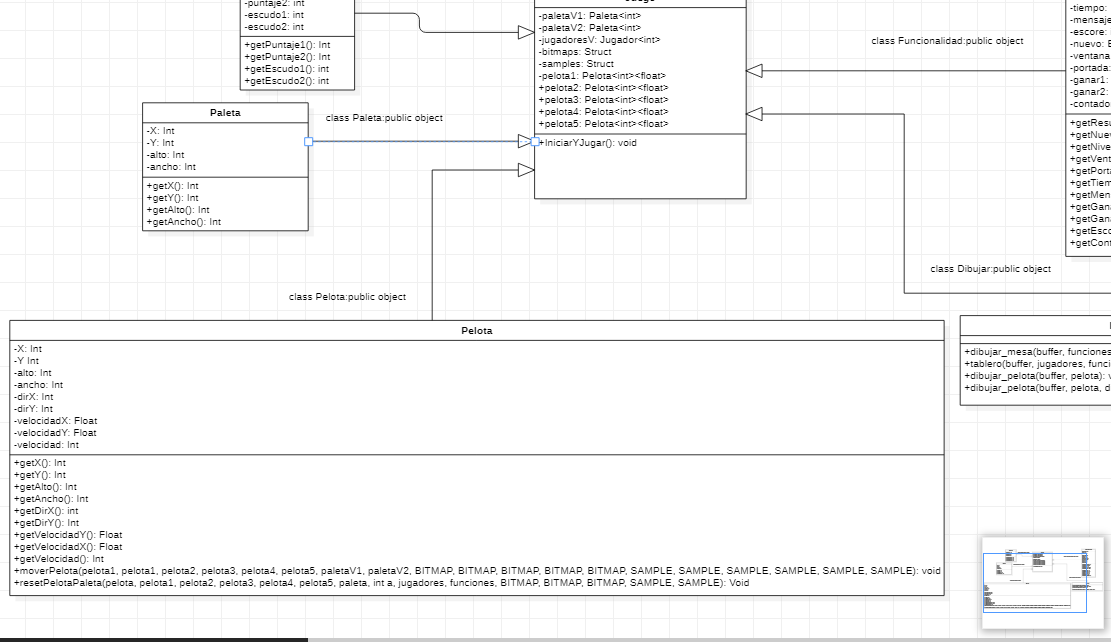 -puntaje2: int
-escudo1: int
-escudo2: int
+getPuntaje1(): Int
+getPuntaje2(): Int
+getEscudo1(): int
+getEscudo2(): int
Paleta
-X: Int
-Y: Int
-alto: Int
-ancho: Int
+getX(): Int
+getY(): Int
+getAlto(): Int
+getAncho(): Int
class Paleta:public object
-paletaV1: Paleta<int>
-paletaV2: Paleta<int>
-jugadoresV: Jugador<int>
-bitmaps: Struct
-samples: Struct
-pelota1: Pelota<int><float>
+pelota2: Pelota<int><float>
+pelota3: Pelota<int><float>
+pelota4: Pelota<int><float>
+pelota5: Pelota<int><float>
+IniciarYJugar(): void
class Funcionalidad:public object
-tiempo:
-mensaje
-escore:
-nuevo: E
-ventana
-portada:
-ganar1:
-ganar2:
-contado
+getResu
+getNue
+getNive
+getVent
+getPorta
+getTiem
+getMen
+getGan
+getGan
+getEsco
+getCon
class Dibujar:public object
class Pelota:public object
Pelota
-X: Int
-Y Int
-alto: Int
-ancho: Int
-dirX: Int
-dirY: Int
-velocidadX: Float
-velocidadY: Float
-velocidad: Int
+getX(): Int
+getY(): Int
+getAlto(): Int
+getAncho(): Int
+getDirX(): int
+getDirY(): Int
+getVelocidadY(): Float
+getVelocidadX(): Float
+getVelocidad(): Int
+moverPelota(pelota1, pelota1, pelota2, pelota3, pelota4, pelota5, paletaV1, paletaV2, BITMAP, BITMAP, BITMAP, BITMAP, BITMAP, SAMPLE, SAMPLE, SAMPLE, SAMPLE, SAMPLE, SAMPLE): void
+resetPelotaPaleta(pelota, pelota1, pelota2, pelota3, pelota4, pelota5, paleta, int a, jugadores, funciones, BITMAP, BITMAP, BITMAP, SAMPLE, SAMPLE): Void
+dibujar_mesa(buffer, funciones
+tablero(buffer, jugadores, funci
+dibujar_pelota(buffer, pelota): v
+dibujar_pelota(buffer, pelota, d